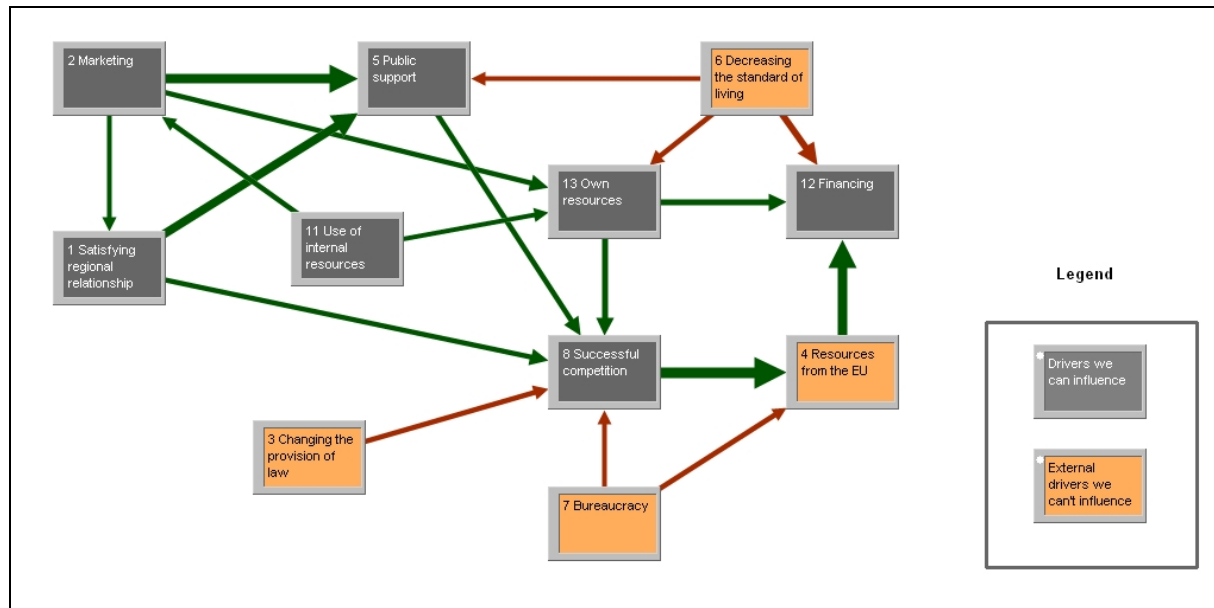 2 Marketing
5 Public
support
6 Decreasing
the standard of
living
13 Own
resources
12 Financing
11 Use of
internal
resources
1 Satisfying
regional
relationship
Legend
8 Successful
competition
4 Resources
from the EU
Drivers we
can influence
3 Changing the
provision of
law
External
drivers we
can't influence
7 Bureaucracy